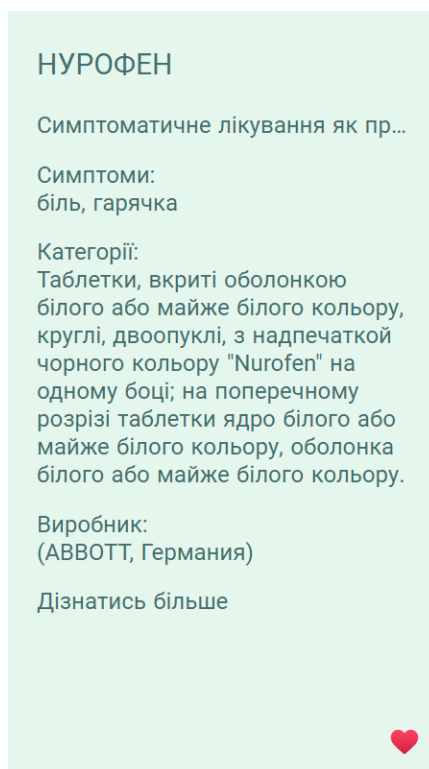 НУРОФЕН
Симптоматичне лікування як пр...
Симптоми:
біль, гарячка
Категорії:
Таблетки, вкриті оболонкою
білого або майже білого кольору,
круглі, двоопуклі, з надпечаткой
чорного кольору "Nurofen" на
одному боці; на поперечному
розрізі таблетки ядро білого або
майже білого кольору, оболонка
білого або майже білого кольору.
Виробник:
(ABBOTT, Германия)
Дізнатись більше